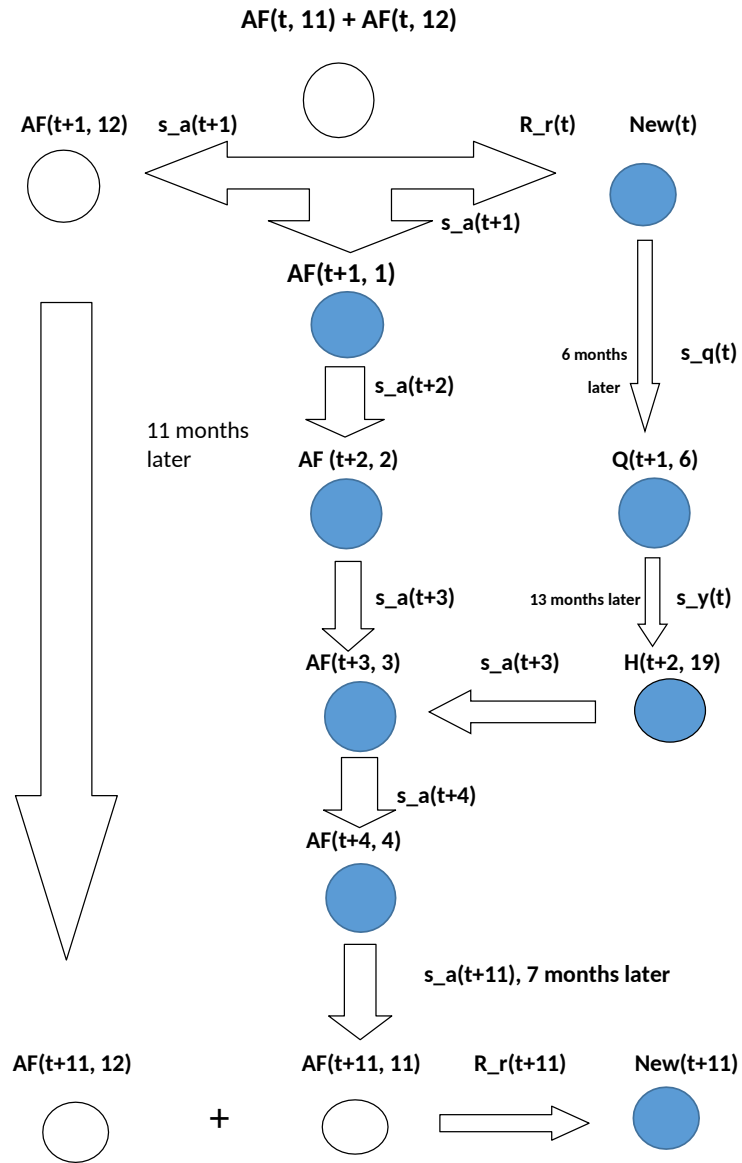 AF(t, 11) + AF(t, 12)
AF(t+1, 12)
s_a(t+1)
R_r(t)
New(t)
s_a(t+1)
AF(t+1, 1)
6 months
later
s_q(t)
s_a(t+2)
11 months
later
AF (t+2, 2)
Q(t+1, 6)
s_a(t+3)
13 months later
s_y(t)
AF(t+3, 3)
s_a(t+3)
H(t+2, 19)
s_a(t+4)
AF(t+4, 4)
s_a(t+11), 7 months later
AF(t+11, 12)
AF(t+11, 11)
R_r(t+11)
New(t+11)
+